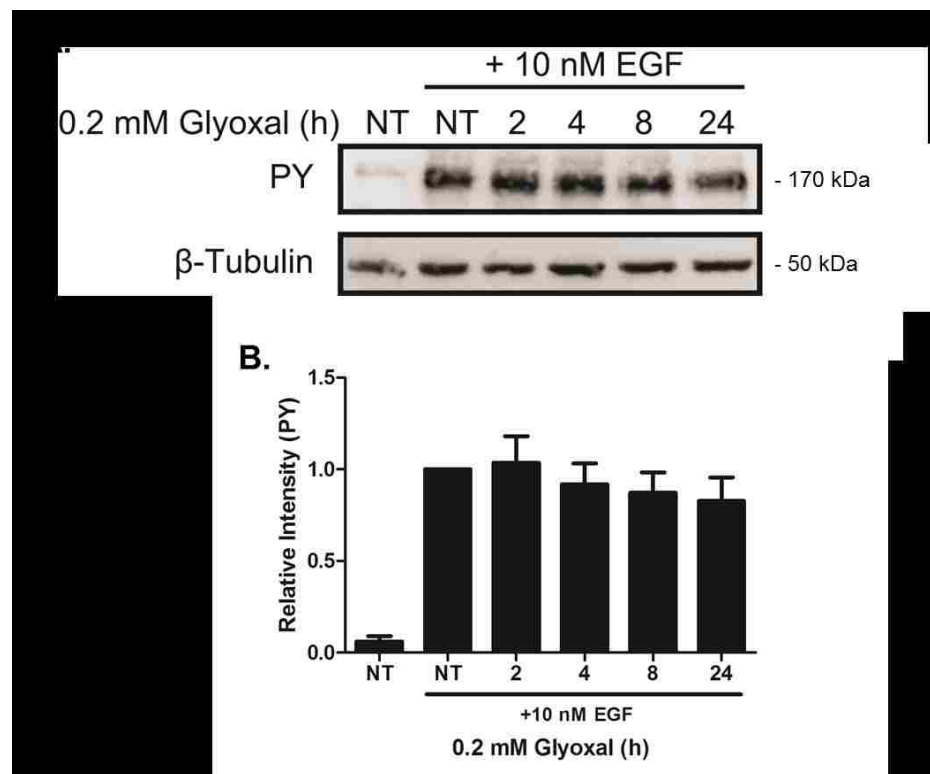 + 10 nM EGF
0.2 mM Glyoxal (h) NT NT 2 4 8 24
PY - 170 kDa
β-Tubulin - 50 kDa
B.
1.5
1.0
0.5
0.0
Relative Intensity (PY)
NT NT 2 4 8 24
+10 nM EGF
0.2 mM Glyoxal (h)